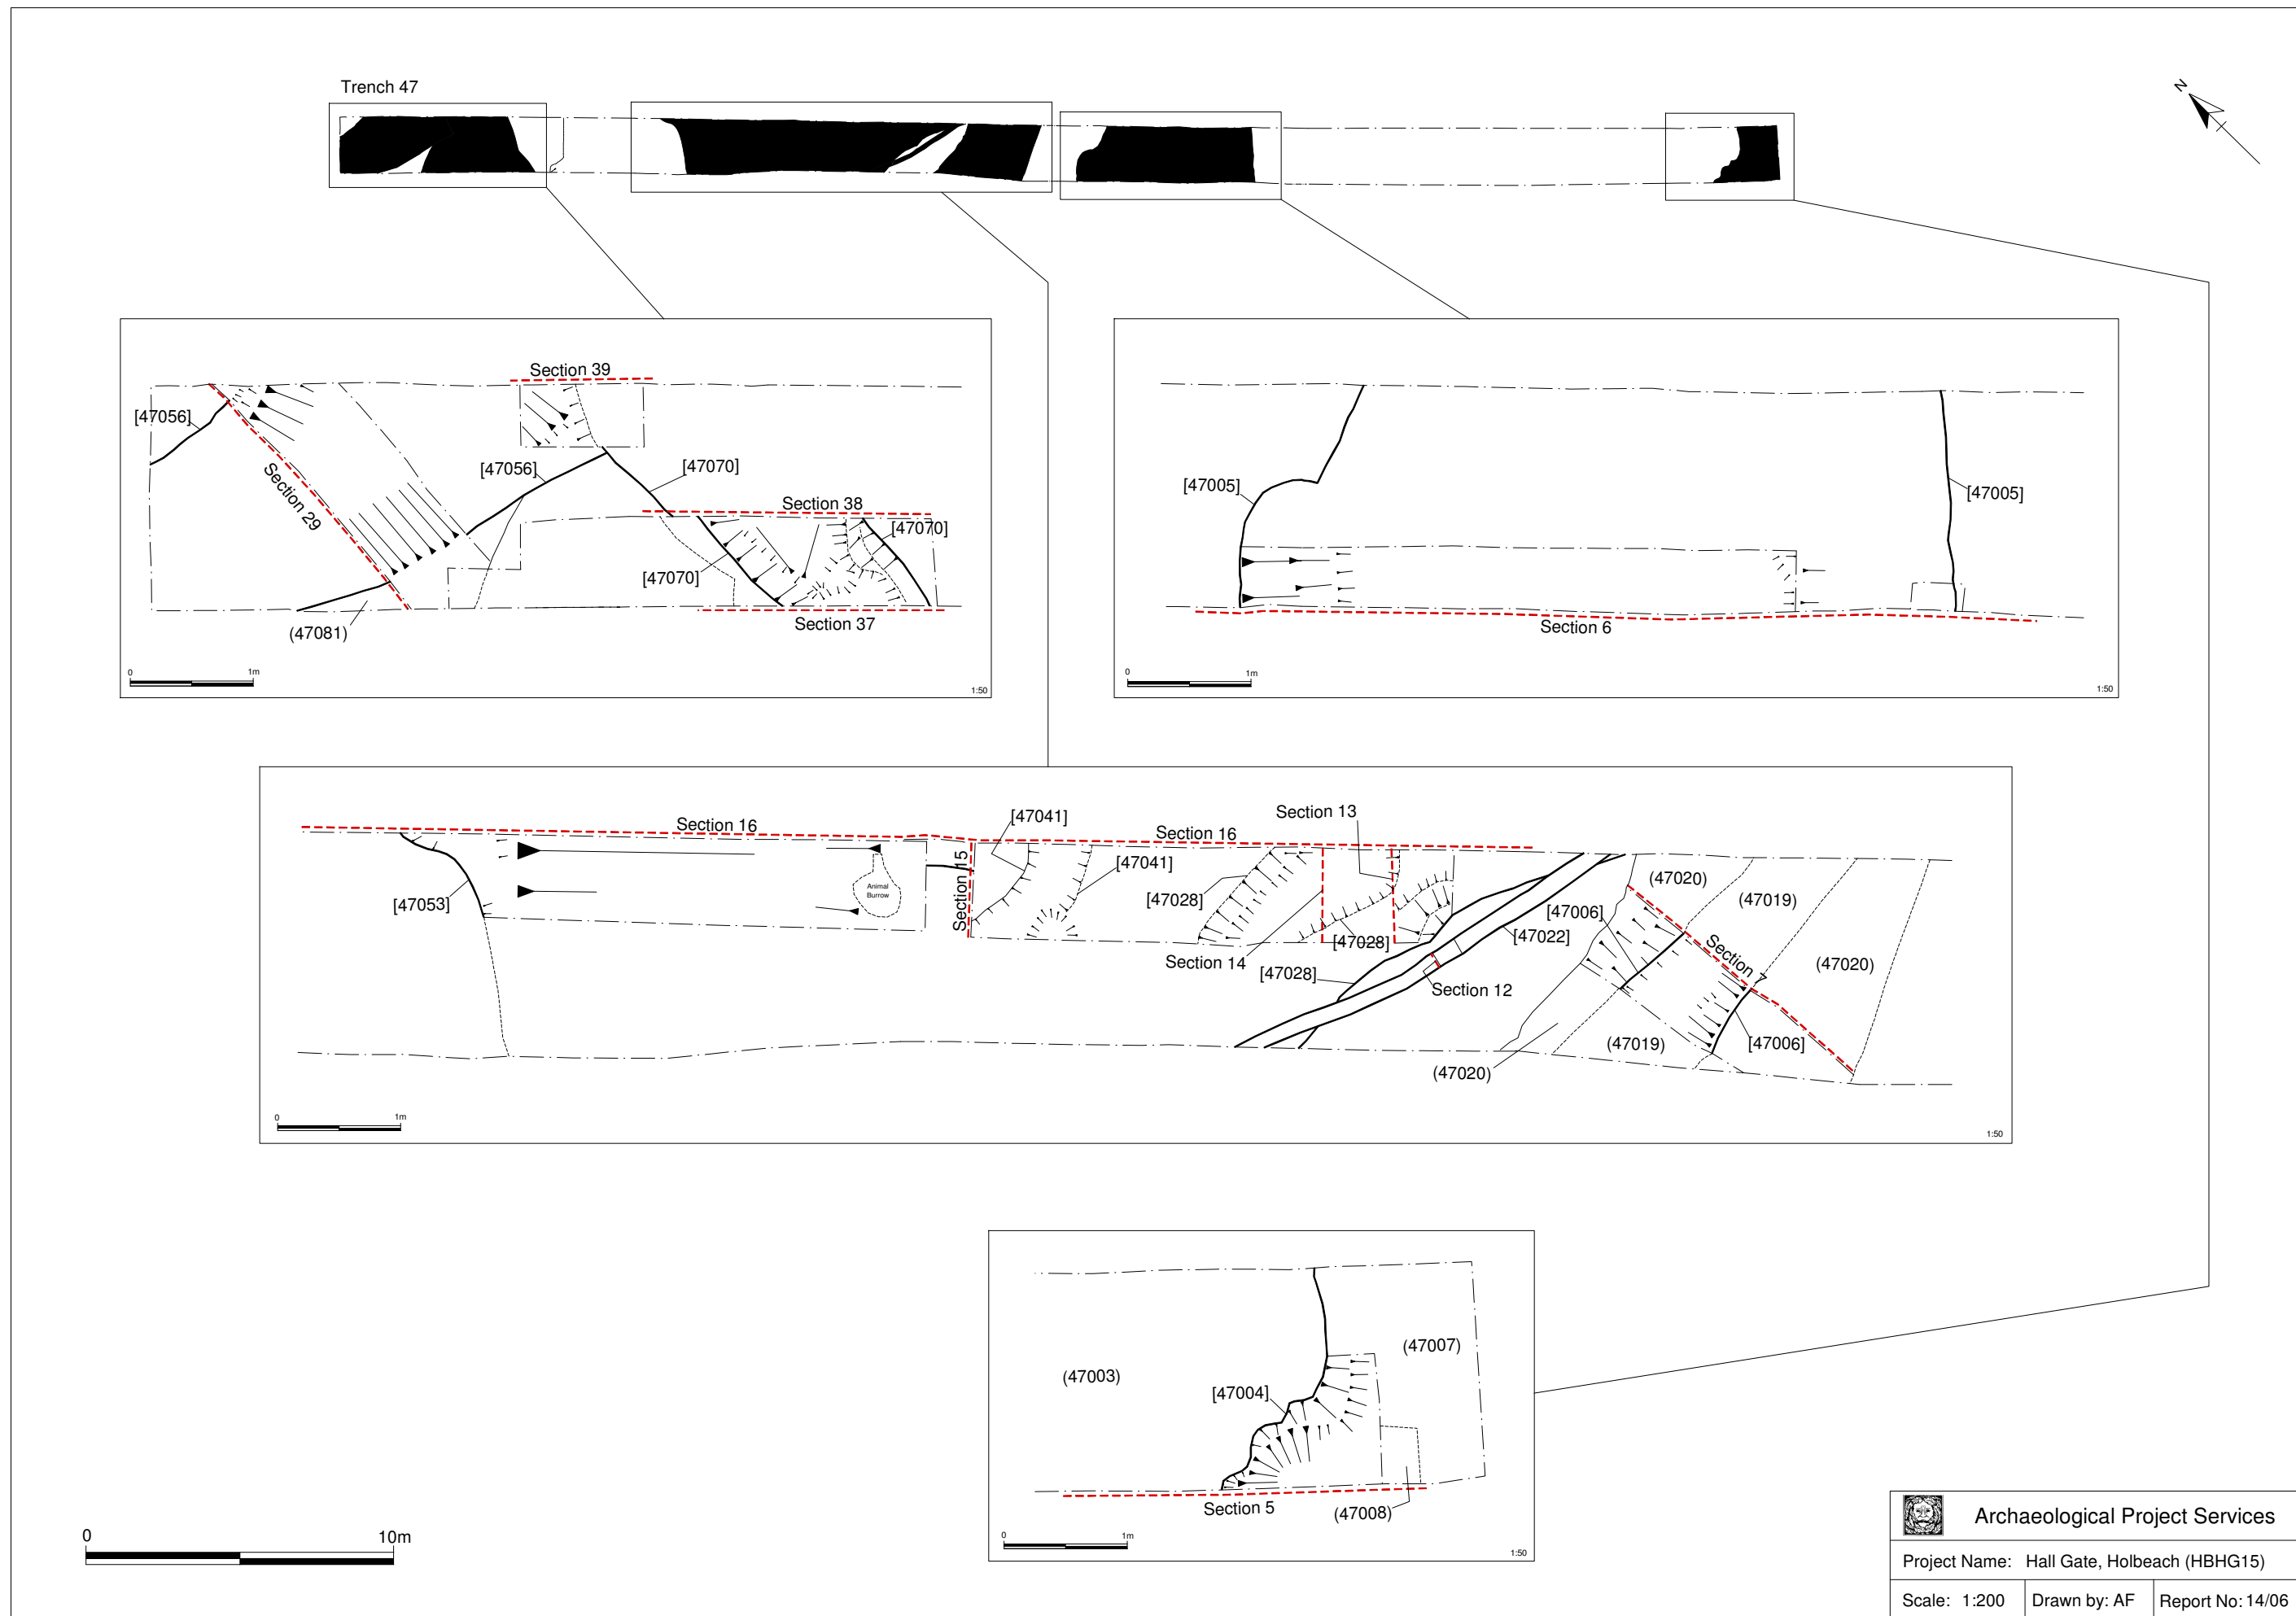 Trench 47
N
Section 39
[47056]
[47056]
[47070]
Section 29
Section 38
[47070]
[47070]
(47081)
Section 37
0 1m
1:50
[47005]
[47005]
Section 6
0 1m
1:50
Section 16
[47041]
Section 13
Section 16
Section 15
[47041]
Animal
Burrow
[47053]
[47028]
(47020)
(47019)
[47006]
[47022]
[47028]
Section 14
[47028]
Section 7
(47020)
Section 12
(47019)
[47006]
(47020)
0 1m
1:50
(47003)
(47007)
[47004]
Section 5
(47008)
0 1m
1:50
0 10m
Archaeological Project Services
Project Name: Hall Gate, Holbeach (HBHG15)
Scale: 1:200 Drawn by: AF Report No: 14/06